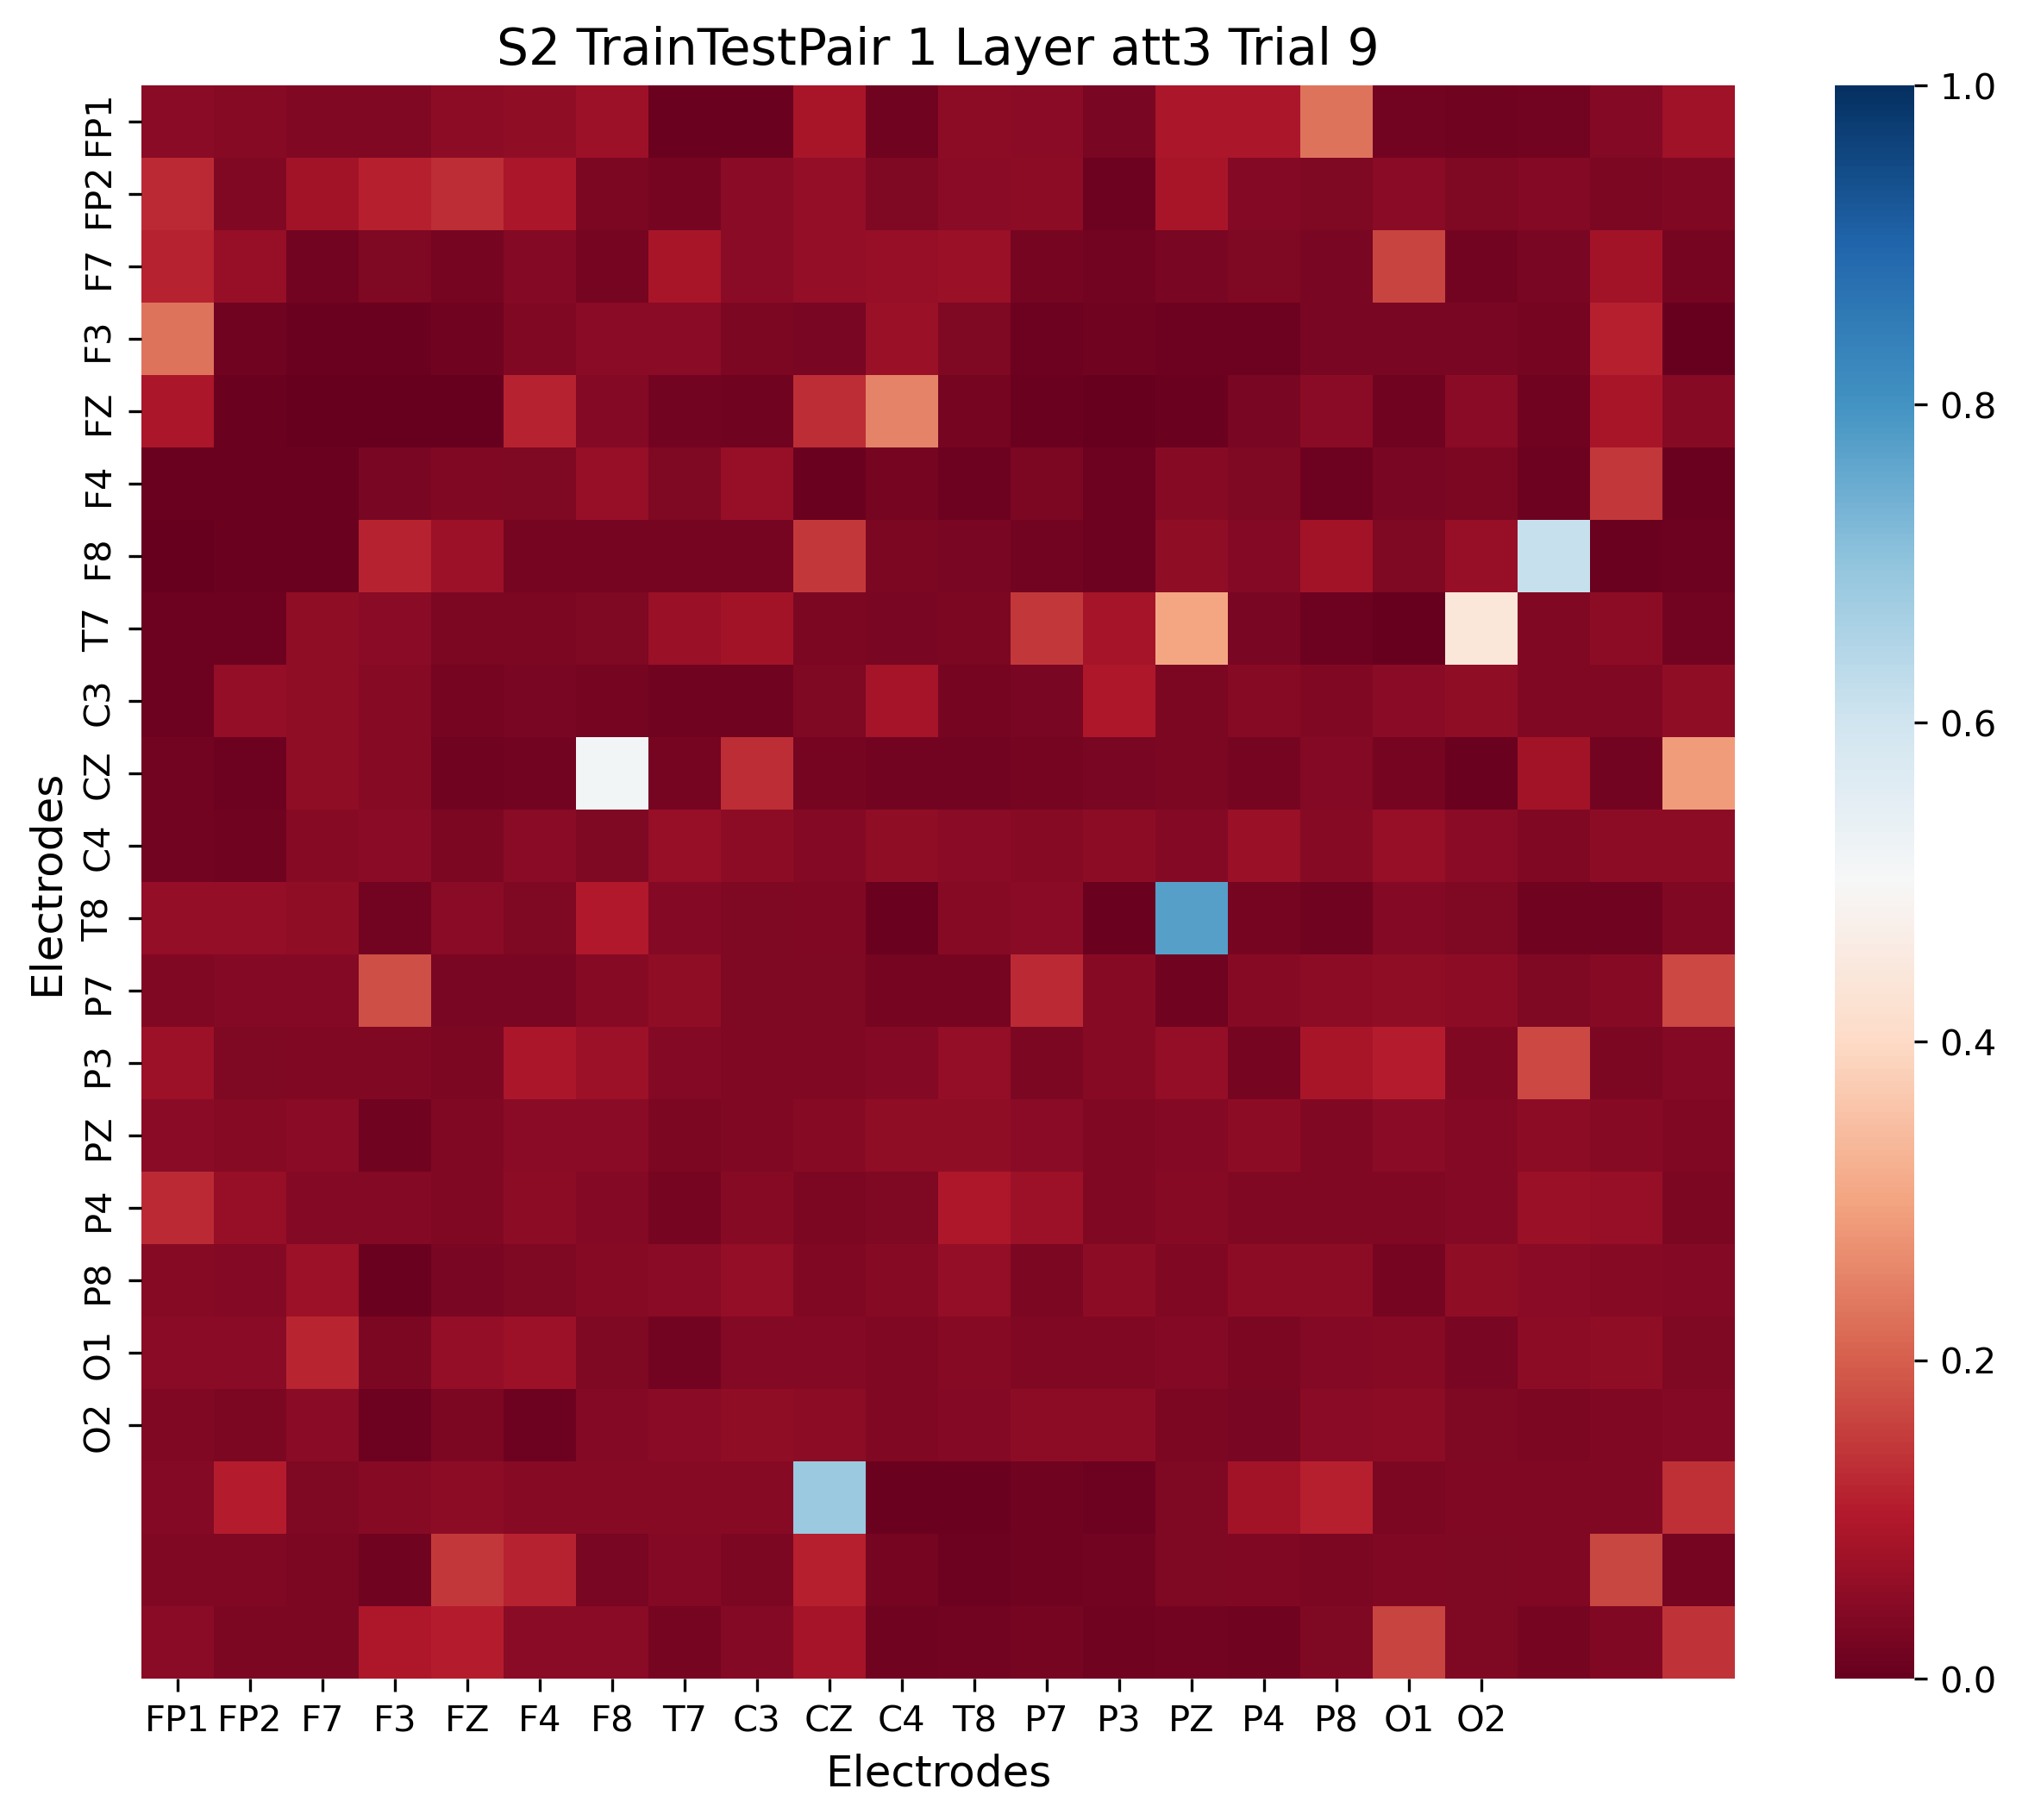 S2 TrainTestPair 1 Layer att3 Trial 9
Electrodes
FP1
FP2
F7
F3
FZ
F4
F8
T7
C3
CZ
C4
T8
P7
P3
PZ
P4
P8
O1
O2
FP1 FP2 F7 F3 FZ F4 F8 T7 C3 CZ C4 T8 P7 P3 PZ P4 P8 O1 O2
Electrodes
1.0
0.8
0.6
0.4
0.2
0.0